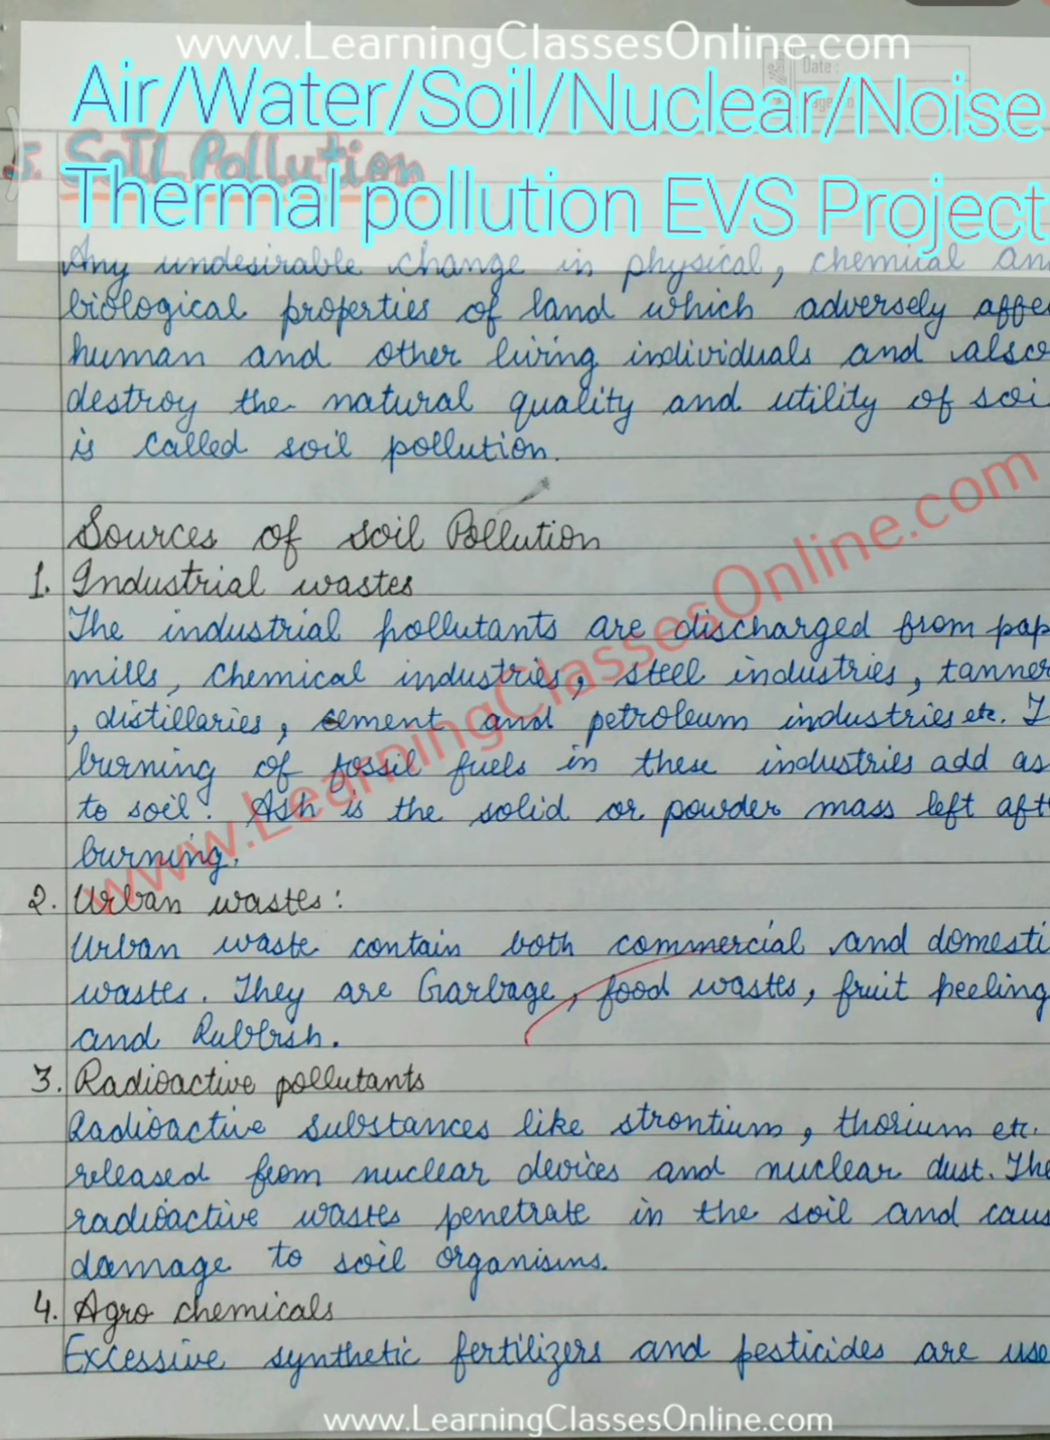 www.LearningClassesOnline.com
Date :
Air/Water/Soil/Nuclear/Noise
5. SOIL Pollution
Thermal pollution EVS Project
Any undesirable change in physical, chemical an
biological properties of land which adversely affe
human and other living individuals and also
destroy the natural quality and utility of soi
is called soil pollution.
Sources of soil Pollution
1. Industrial wastes
The industrial pollutants are discharged from pap
mills, chemical industries, steel industries, tanner
, distillaries, cement and petroleum industries etc. T
burning of fossil fuels in these industries add as
to soil. Ash is the solid or powder mass left aft
burning.
www.LearningClassesOnline.com
2. Urban wastes:
Urban waste contain both commercial and domesti
wastes. They are Garbage, food wastes, fruit peeling
and Rubbish.
3. Radioactive pollutants
Radioactive substances like strontium, thorium etc.
released from nuclear devices and nuclear dust. The
radioactive wastes penetrate in the soil and caus
damage to soil organisms.
4. Agro chemicals
Excessive synthetic fertilizers and pesticides are use
www.LearningClassesOnline.com